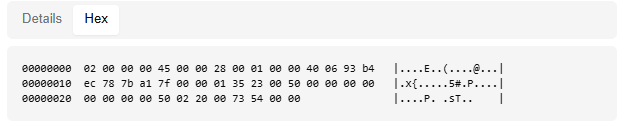 Details Hex
00000000  02 00 00 00 45 00 00 28 00 01 00 00 40 06 93 b4  |....E..(....@...|
00000010  ec 78 7b a1 7f 00 00 01 35 23 00 50 00 00 00 00  |.x{.....5#.P....|
00000020  00 00 00 00 50 02 20 00 73 54 00 00              |....P. .sT..    |